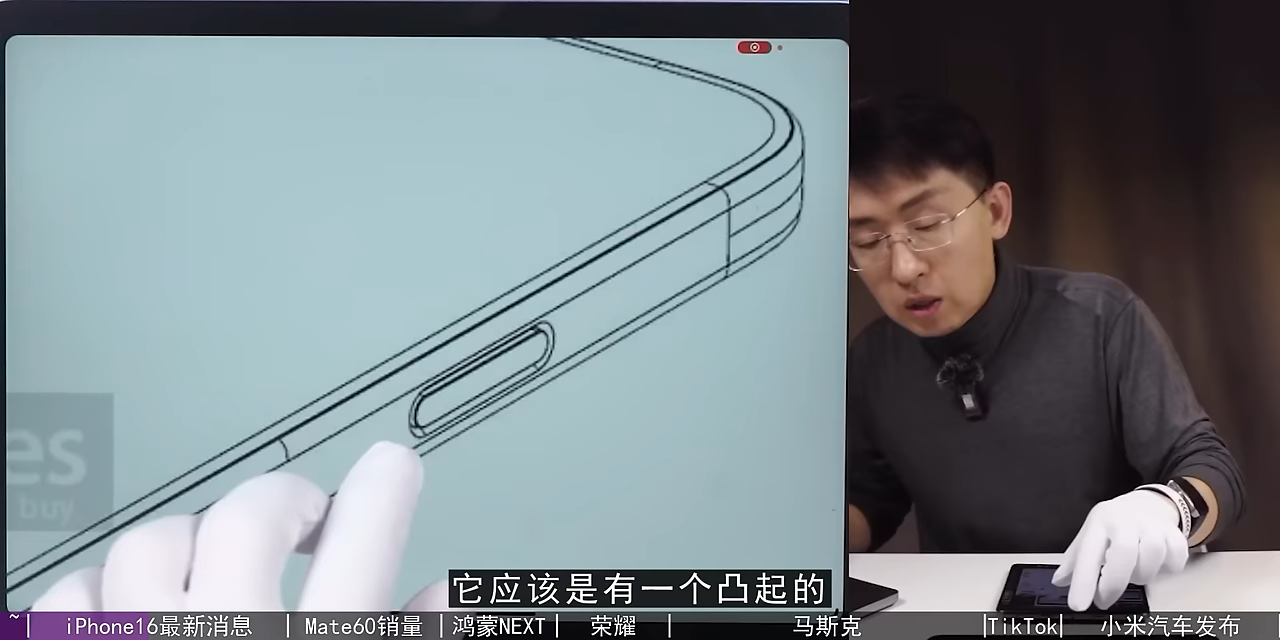 es
buy
它应该是有一个凸起的
~| iPhone16最新消息 | Mate60销量 | 鸿蒙NEXT | 荣耀 | 马斯克 |TikTok| 小米汽车发布